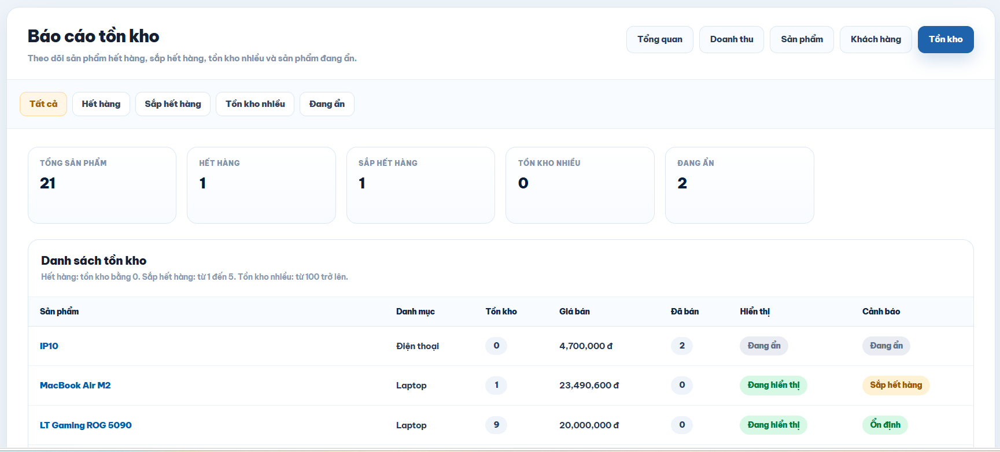 Báo cáo tồn kho
Theo dõi sản phẩm hết hàng, sắp hết hàng, tồn kho nhiều và sản phẩm đang ẩn.
Tổng quan
Doanh thu
Sản phẩm
Khách hàng
Tồn kho
Tất cả
Hết hàng
Sắp hết hàng
Tồn kho nhiều
Đang ẩn
TỔNG SẢN PHẨM
21
HẾT HÀNG
1
SẮP HẾT HÀNG
1
TỒN KHO NHIỀU
0
ĐANG ẨN
2
Danh sách tồn kho
Hết hàng: tồn kho bằng 0. Sắp hết hàng: từ 1 đến 5. Tồn kho nhiều: từ 100 trở lên.
Sản phẩm Danh mục Tồn kho Giá bán Đã bán Hiển thị Cảnh báo
IP10 Điện thoại 0 4,700,000 đ 2 Đang ẩn Đang ẩn
MacBook Air M2 Laptop 1 23,490,600 đ 0 Đang hiển thị Sắp hết hàng
LT Gaming ROG 5090 Laptop 9 20,000,000 đ 0 Đang hiển thị Ổn định